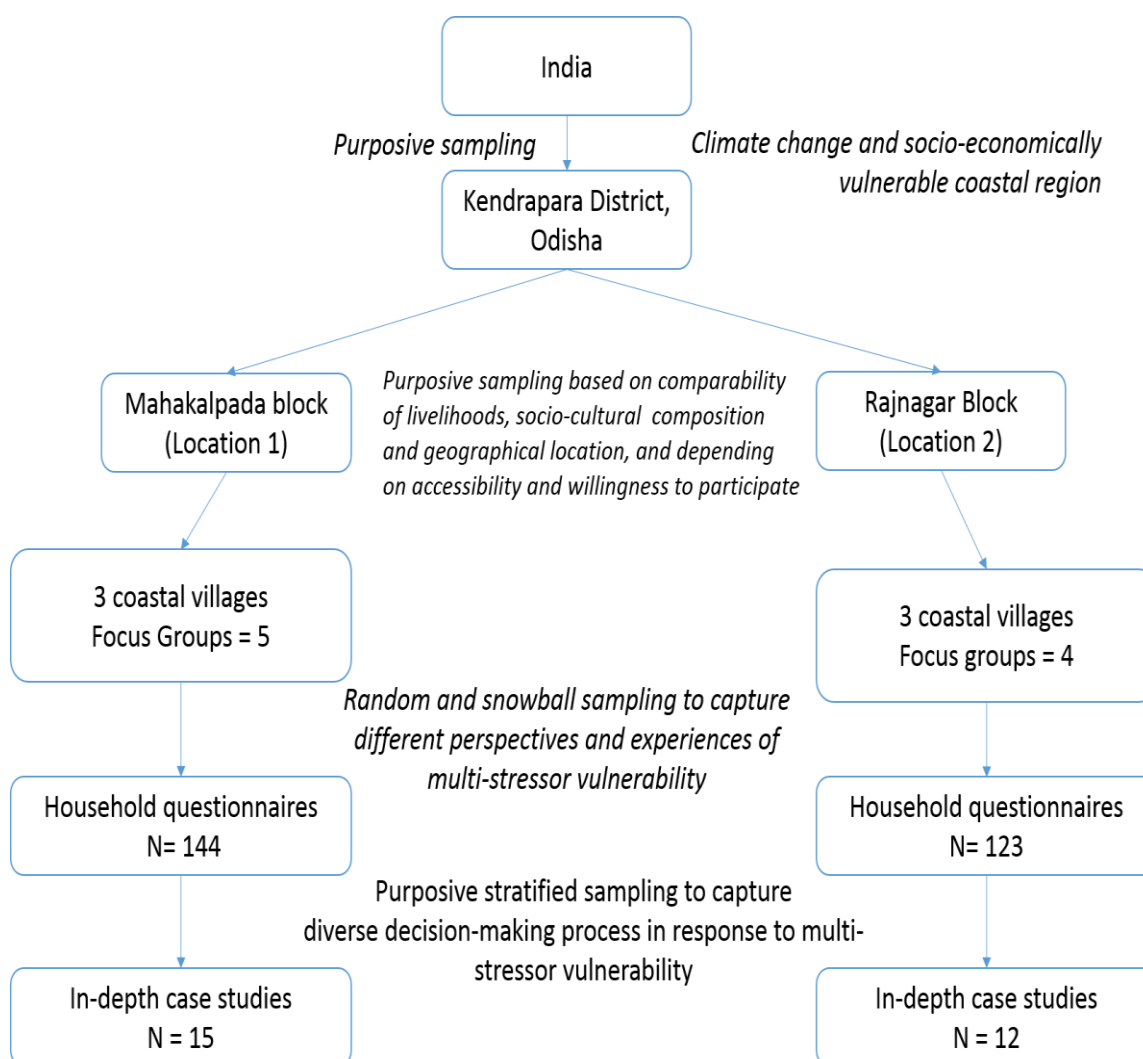 India
Purposive sampling
Climate change and socio-economically
vulnerable coastal region
Kendrapara District,
Odisha
Mahakalpada block
(Location 1)
Purposive sampling based on comparability
of livelihoods, socio-cultural composition
and geographical location, and depending
on accessibility and willingness to participate
Rajnagar Block
(Location 2)
3 coastal villages
Focus Groups = 5
3 coastal villages
Focus groups = 4
Random and snowball sampling to capture
different perspectives and experiences of
multi-stressor vulnerability
Household questionnaires
N= 144
Household questionnaires
N= 123
Purposive stratified sampling to capture
diverse decision-making process in response to multi-
stressor vulnerability
In-depth case studies
N = 15
In-depth case studies
N = 12